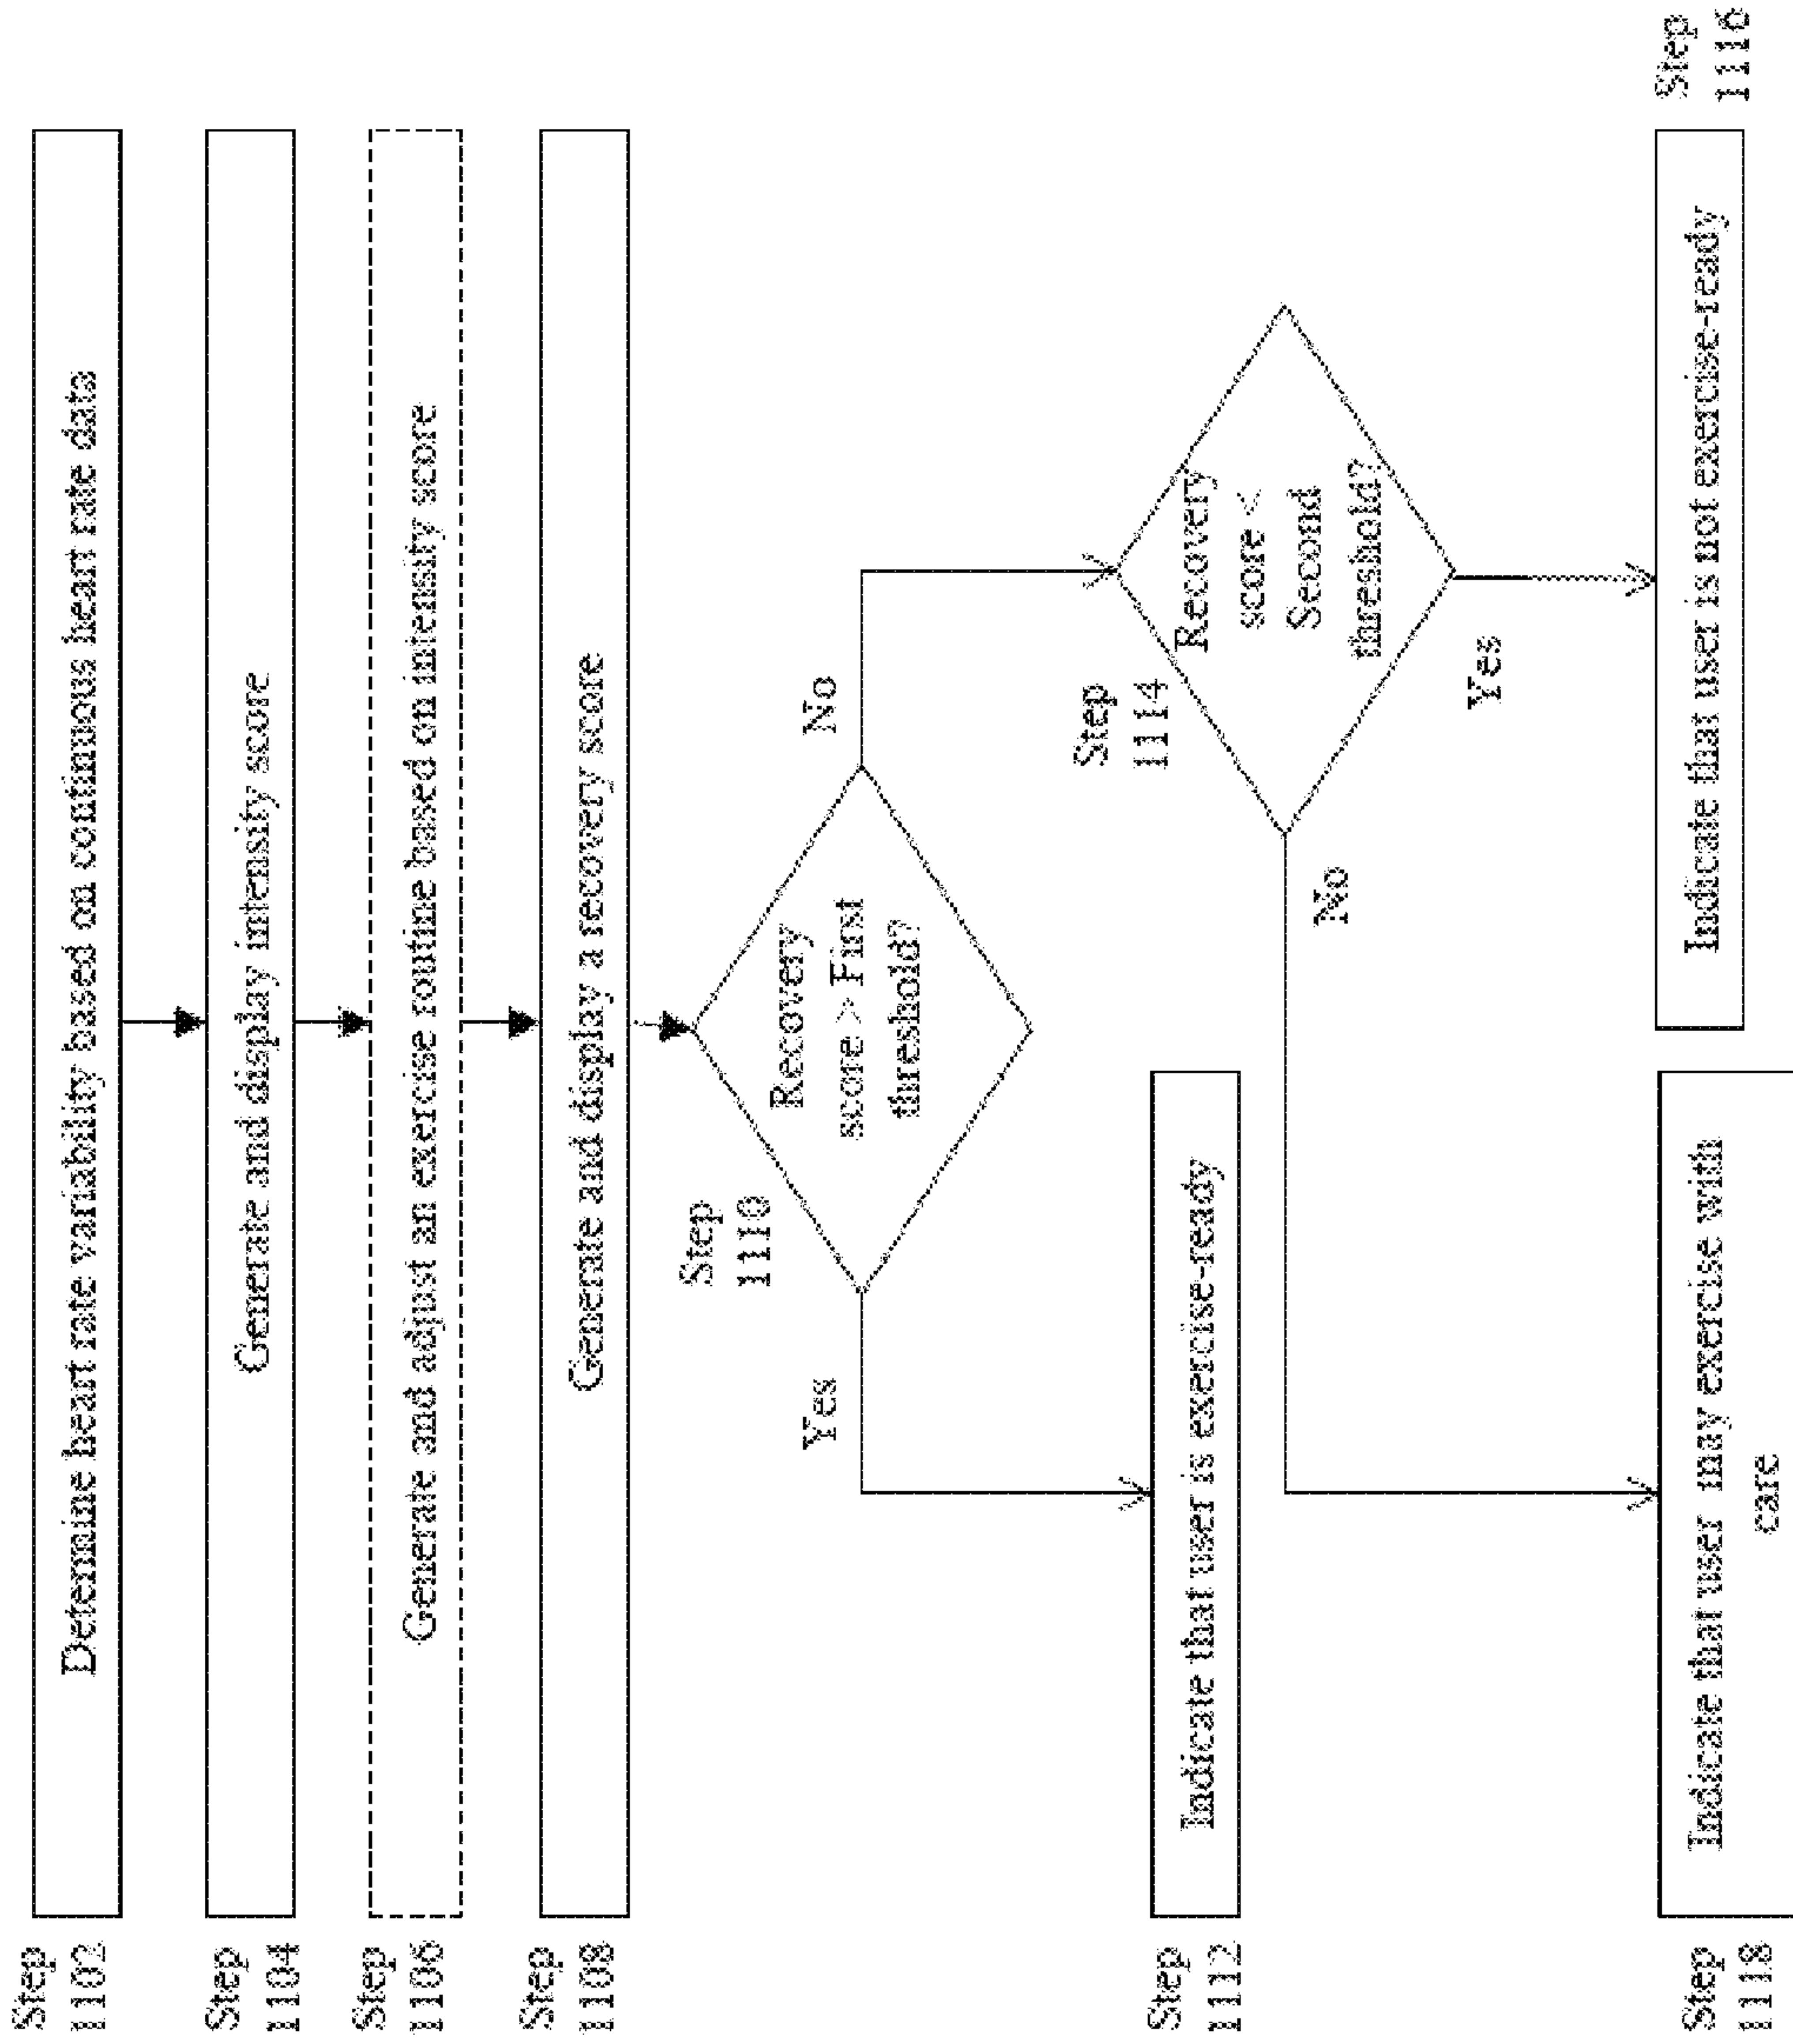 Step
1102
Determine heart rate variability based on continuous heart rate data
Step
1104
Generate and display intensity score
Step
1106
Generate and adjust an exercise routine based on intensity score
Step
1108
Generate and display a recovery score
Step
1110
Recovery
score > First
threshold?
Yes
No
Step
1112
Indicate that user is exercise-ready
Step
1114
Recovery
score <
Second
threshold?
No
Yes
Step
1118
Indicate that user may exercise with
care
Indicate that user is not exercise-ready
Step
1116